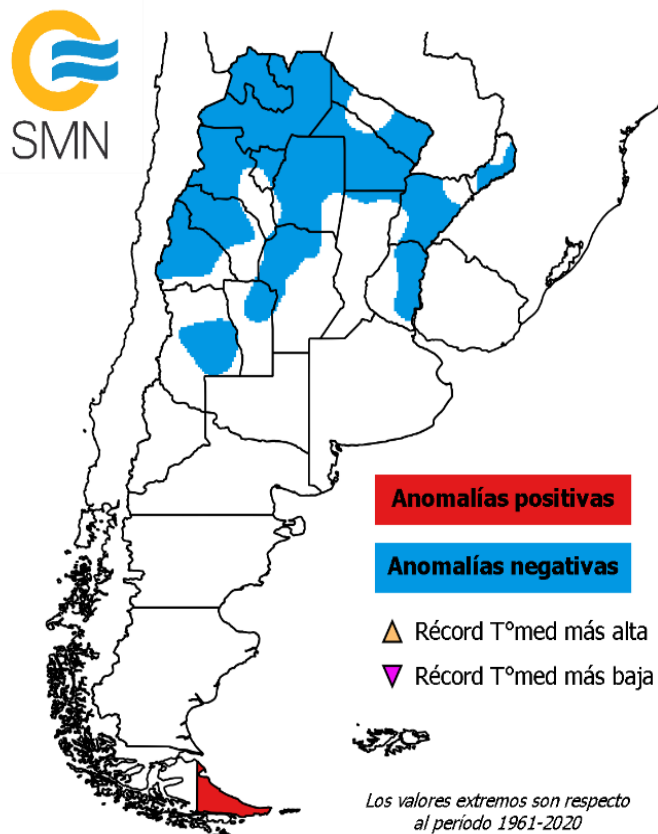 SMN
Anomalías positivas
Anomalías negativas
Récord T°med más alta
Récord T°med más baja
Los valores extremos son respecto
al período 1961-2020